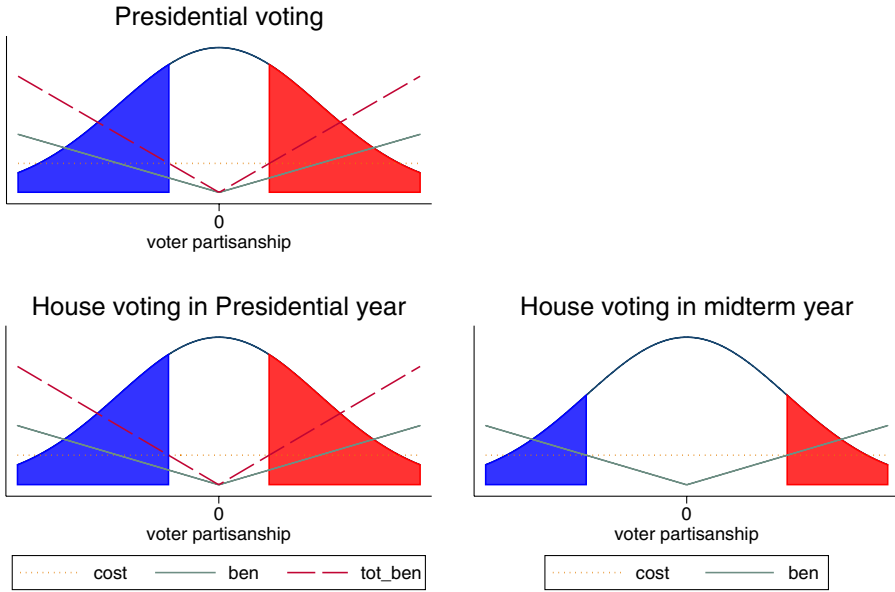 Presidential voting
0
voter partisanship
House voting in Presidential year
0
voter partisanship
cost ben tot_ben
House voting in midterm year
0
voter partisanship
cost ben